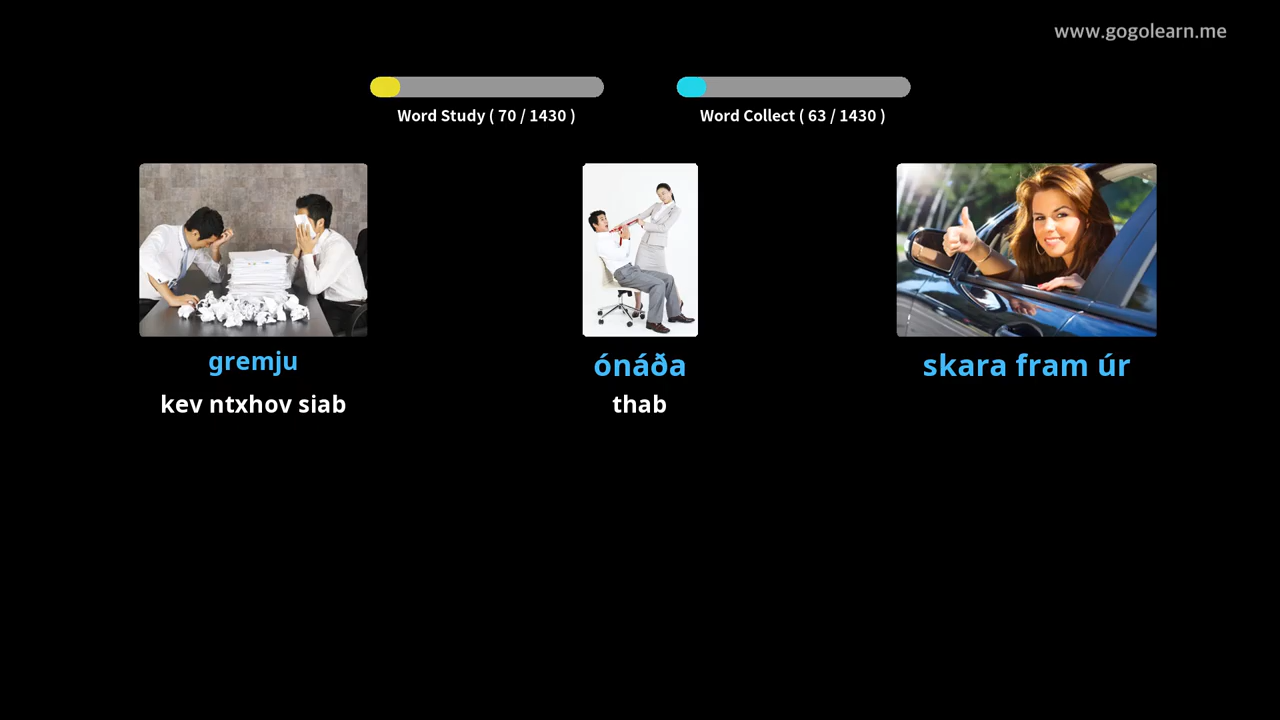 www.gogolearn.me
Word Study ( 70 / 1430 )
Word Collect ( 63 / 1430 )
gremju
ónáða
skara fram úr
kev ntxhov siab
thab